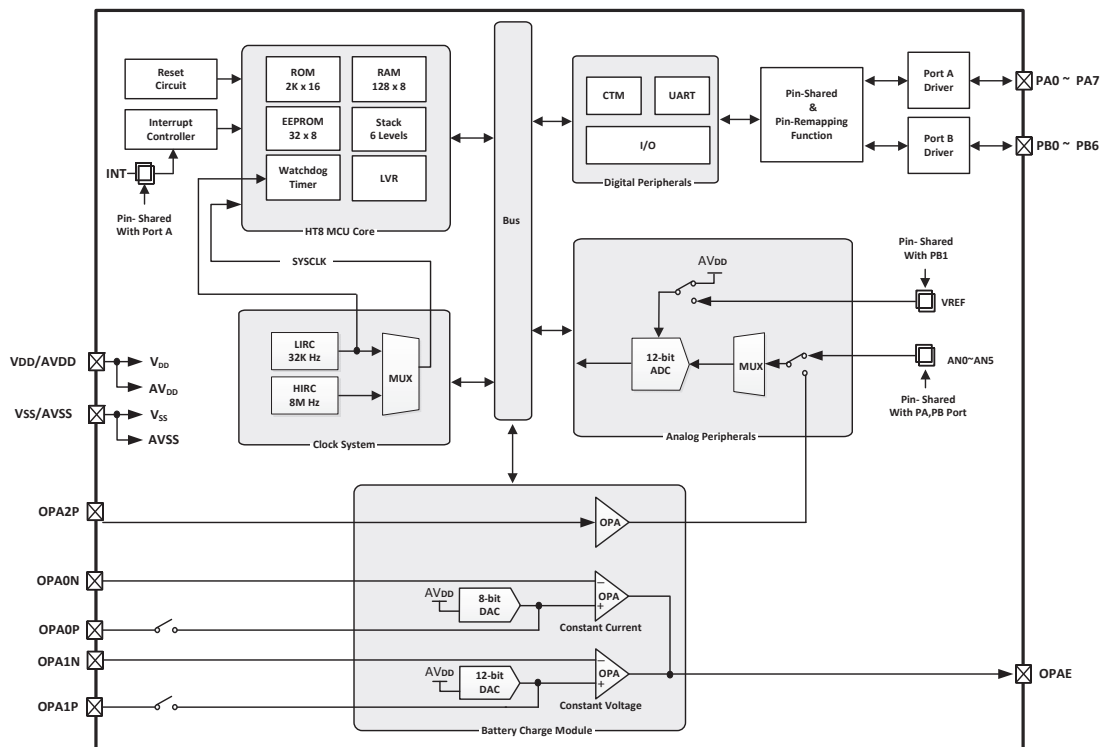 Reset
Circuit
Interrupt
Controller
INT
Pin- Shared
With Port A
ROM
2K x 16
RAM
128 x 8
EEPROM
32 x 8
Stack
6 Levels
Watchdog
Timer
LVR
HT8 MCU Core
SYSCLK
LIRC
32K Hz
HIRC
8M Hz
MUX
Clock System
Bus
CTM
UART
I/O
Digital Peripherals
Pin-Shared
&
Pin-Remapping
Function
Port A
Driver
Port B
Driver
PA0 ~ PA7
PB0 ~ PB6
AVDD
12-bit
ADC
MUX
Analog Peripherals
Pin- Shared
With PB1
VREF
AN0~AN5
Pin- Shared
With PA,PB Port
VDD/AVDD
VDD
AVDD
VSS/AVSS
VSS
AVSS
OPA2P
OPA
OPA0N
OPA0P
AVDD
8-bit
DAC
−
OPA
+
Constant Current
OPA1N
OPA1P
AVDD
12-bit
DAC
−
OPA
+
Constant Voltage
Battery Charge Module
OPAE